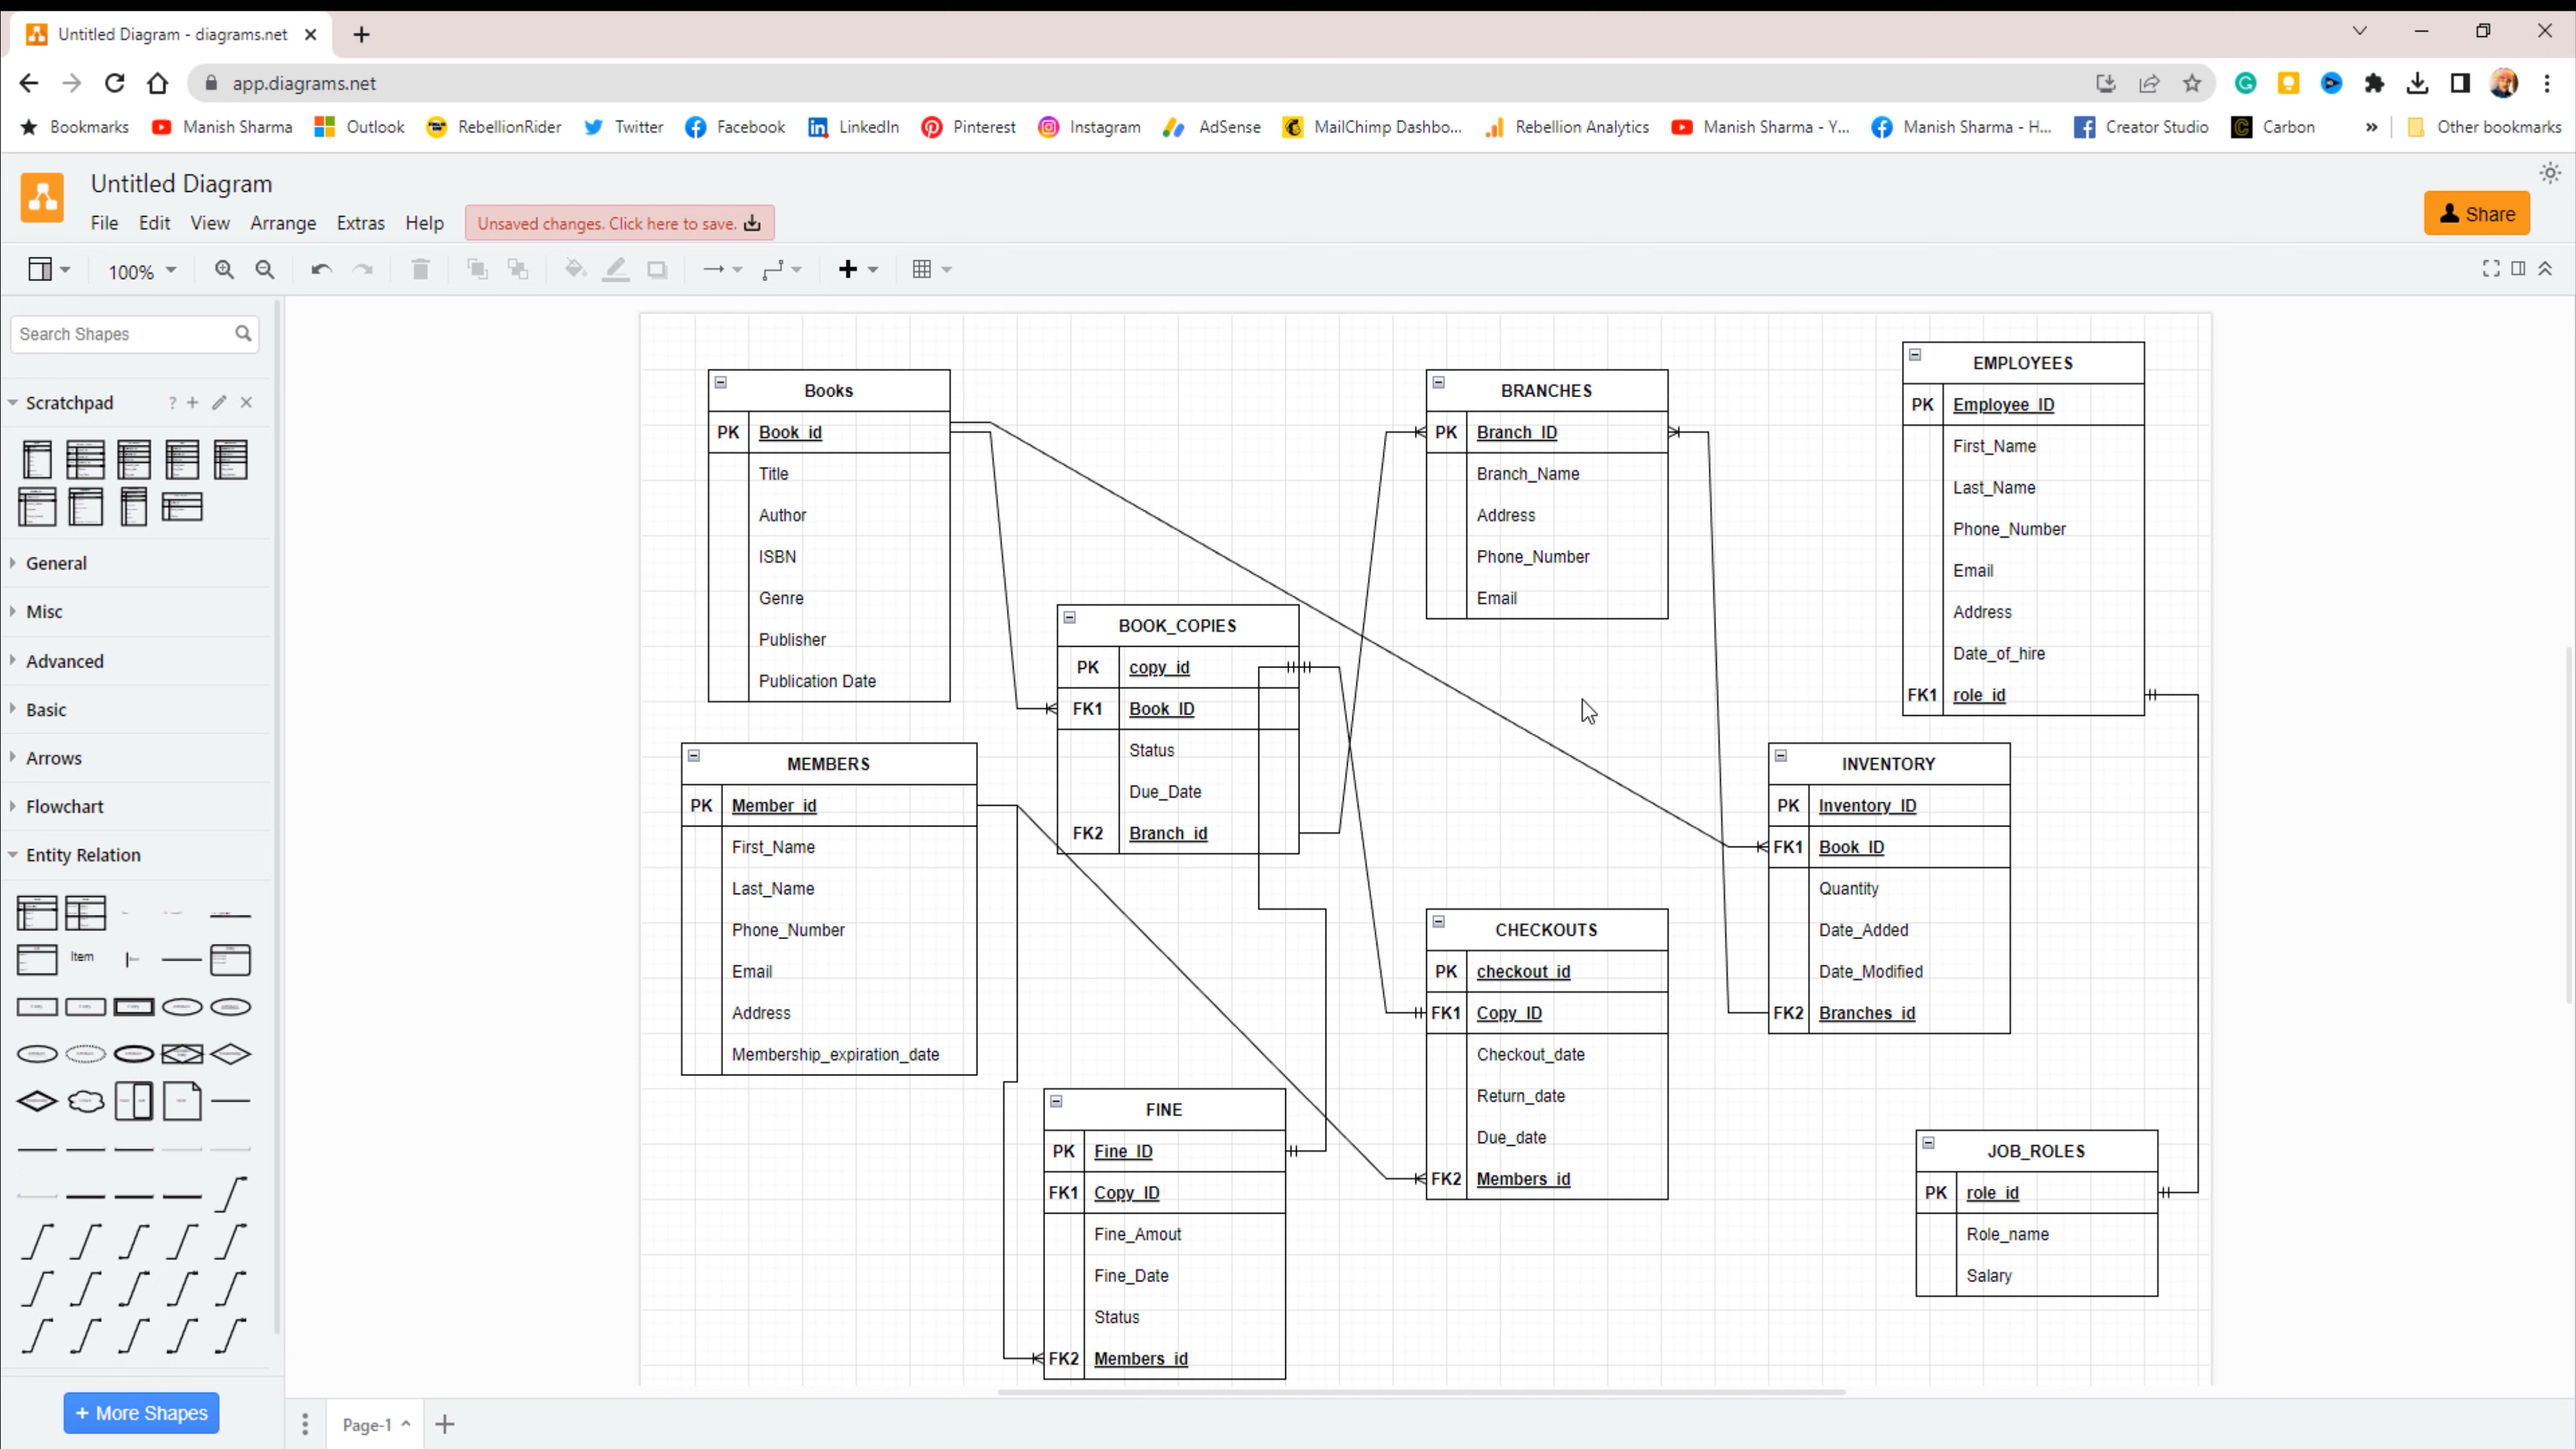 Untitled Diagram - diagrams.net
app.diagrams.net
Bookmarks Manish Sharma Outlook RebellionRider Twitter Facebook LinkedIn Pinterest Instagram AdSense MailChimp Dashbo... Rebellion Analytics Manish Sharma - Y... Manish Sharma - H... Creator Studio Carbon » Other bookmarks
Untitled Diagram
File Edit View Arrange Extras Help Unsaved changes. Click here to save.
Share
100%
Search Shapes
Scratchpad ?
General
Misc
Advanced
Basic
Arrows
Flowchart
Entity Relation
Item
+ More Shapes
Page-1
Books
PK Book_id
Title
Author
ISBN
Genre
Publisher
Publication Date
MEMBERS
PK Member_id
First_Name
Last_Name
Phone_Number
Email
Address
Membership_expiration_date
BOOK_COPIES
PK copy_id
FK1 Book_ID
Status
Due_Date
FK2 Branch_id
FINE
PK Fine_ID
FK1 Copy_ID
Fine_Amout
Fine_Date
Status
FK2 Members_id
BRANCHES
PK Branch_ID
Branch_Name
Address
Phone_Number
Email
CHECKOUTS
PK checkout_id
FK1 Copy_ID
Checkout_date
Return_date
Due_date
FK2 Members_id
EMPLOYEES
PK Employee_ID
First_Name
Last_Name
Phone_Number
Email
Address
Date_of_hire
FK1 role_id
INVENTORY
PK Inventory_ID
FK1 Book_ID
Quantity
Date_Added
Date_Modified
FK2 Branches_id
JOB_ROLES
PK role_id
Role_name
Salary